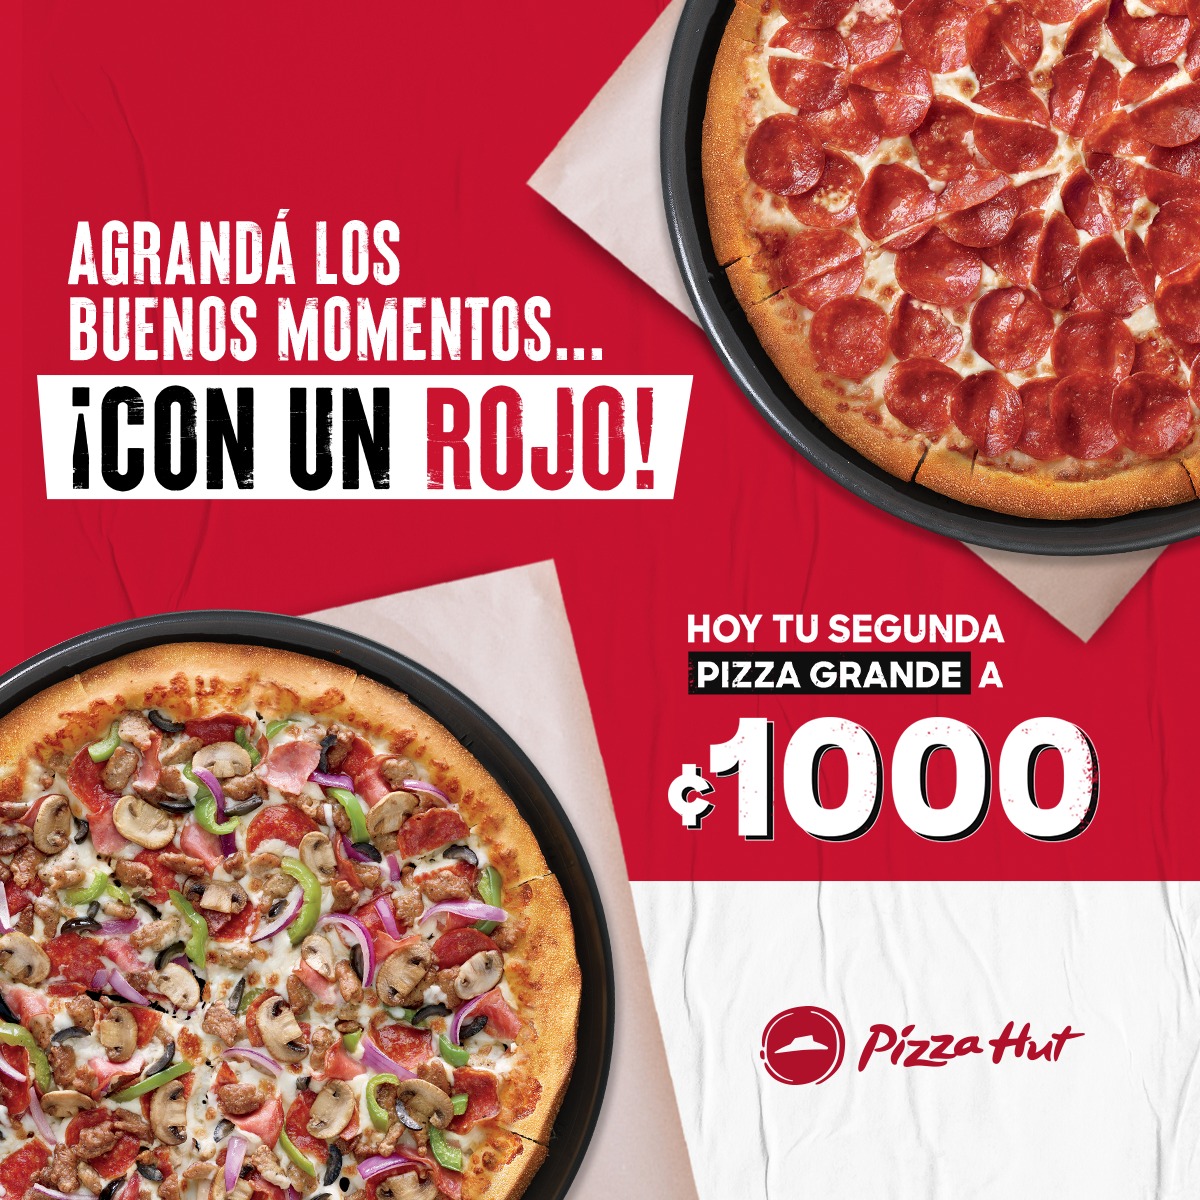 AGRANDÁ LOS
BUENOS MOMENTOS...
¡CON UN ROJO!
HOY TU SEGUNDA
PIZZA GRANDE A
¢1000
Pizza Hut